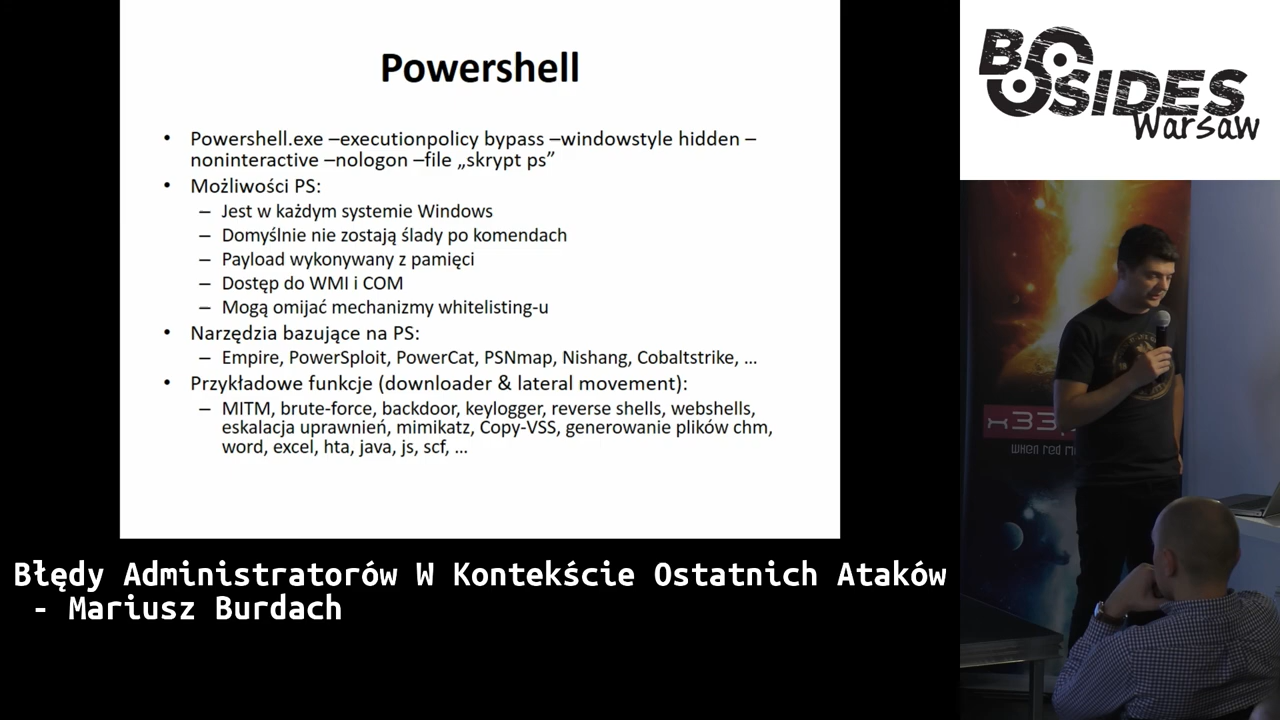 Powershell
• Powershell.exe –executionpolicy bypass –windowstyle hidden –
noninteractive –nologon –file „skrypt ps”
• Możliwości PS:
– Jest w każdym systemie Windows
– Domyślnie nie zostają ślady po komendach
– Payload wykonywany z pamięci
– Dostęp do WMI i COM
– Mogą omijać mechanizmy whitelisting-u
• Narzędzia bazujące na PS:
– Empire, PowerSploit, PowerCat, PSNmap, Nishang, Cobaltstrike, ...
• Przykładowe funkcje (downloader & lateral movement):
– MITM, brute-force, backdoor, keylogger, reverse shells, webshells,
eskalacja uprawnień, mimikatz, Copy-VSS, generowanie plików chm,
word, excel, hta, java, js, scf, ...
Błędy Administratorów W Kontekście Ostatnich Ataków
- Mariusz Burdach
BSIDES
Warsaw
x33
when red